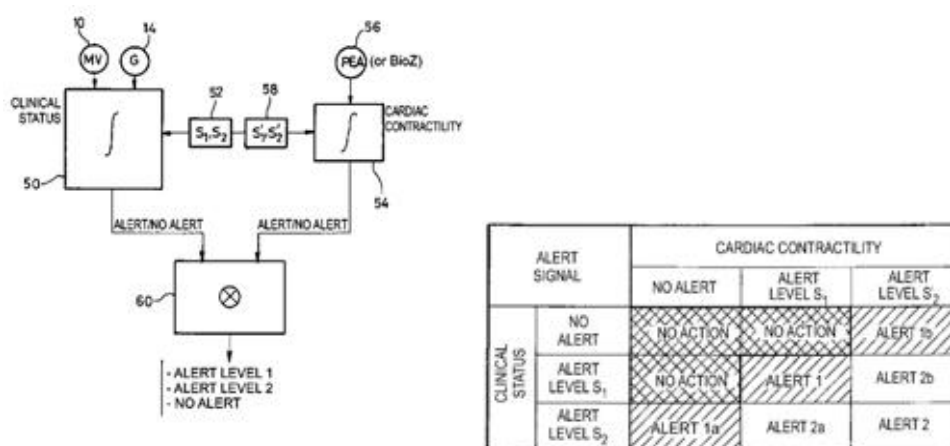 10
14
MV
G
56
PEA (or BioZ)
CLINICAL
STATUS
∫
52
S₁,S₂
58
S'₁,S'₂
∫
CARDIAC
CONTRACTILITY
50
54
ALERT/NO ALERT
ALERT/NO ALERT
60
- ALERT LEVEL 1
- ALERT LEVEL 2
- NO ALERT
ALERT
SIGNAL
CARDIAC CONTRACTILITY
NO ALERT
ALERT
LEVEL S'₁
ALERT
LEVEL S'₂
CLINICAL
STATUS
NO
ALERT
NO ACTION
NO ACTION
ALERT 1b
ALERT
LEVEL S₁
NO ACTION
ALERT 1
ALERT 2b
ALERT
LEVEL S₂
ALERT 1a
ALERT 2a
ALERT 2